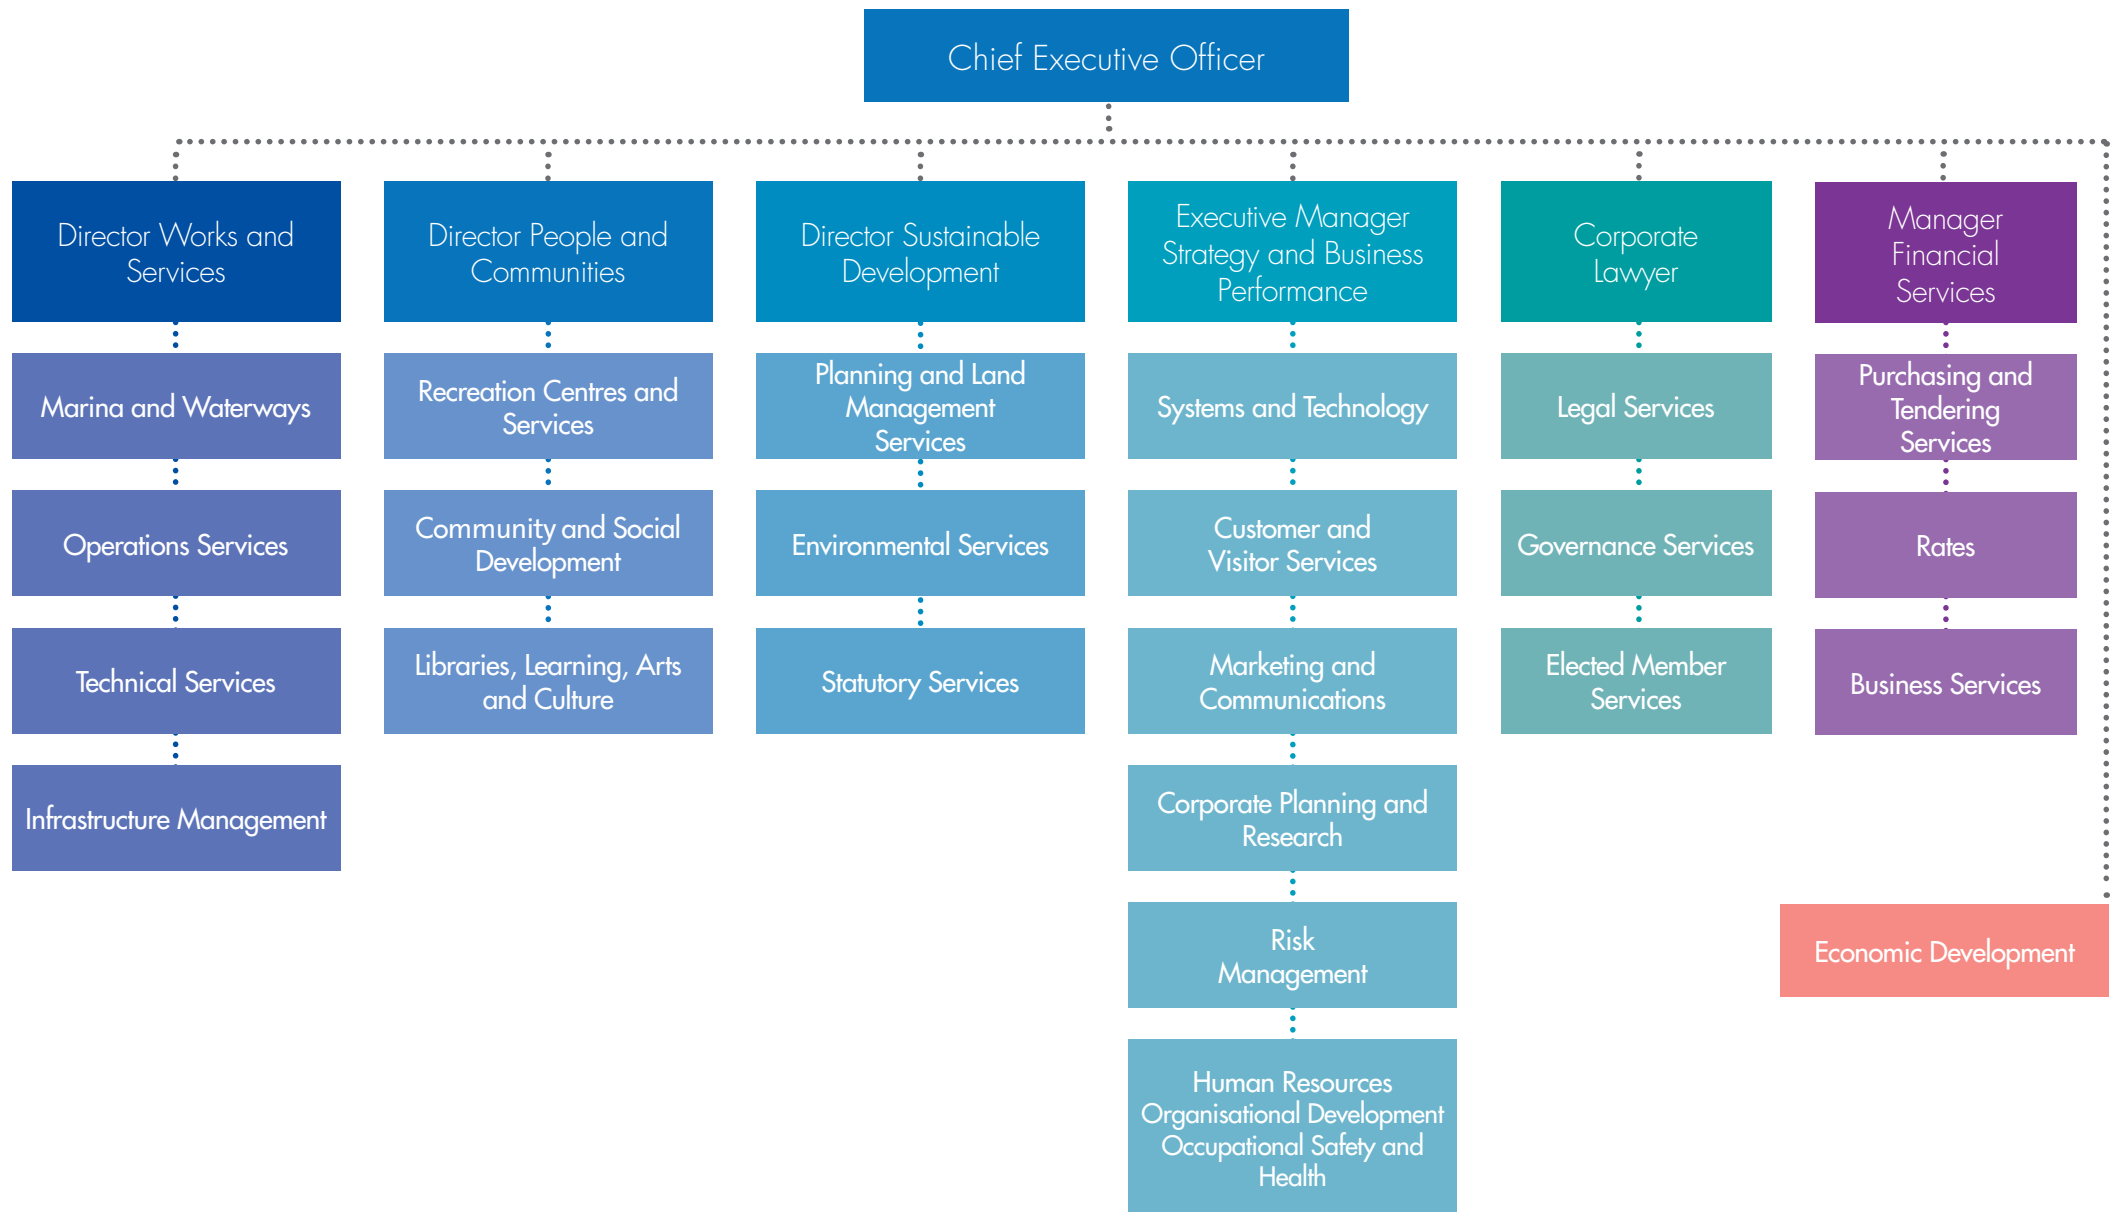 Chief Executive Officer
Director Works and
Services
Marina and Waterways
Operations Services
Technical Services
Infrastructure Management
Director People and
Communities
Recreation Centres and
Services
Community and Social
Development
Libraries, Learning, Arts
and Culture
Director Sustainable
Development
Planning and Land
Management
Services
Environmental Services
Statutory Services
Executive Manager
Strategy and Business
Performance
Systems and Technology
Customer and
Visitor Services
Marketing and
Communications
Corporate Planning and
Research
Risk
Management
Human Resources
Organisational Development
Occupational Safety and
Health
Corporate
Lawyer
Legal Services
Governance Services
Elected Member
Services
Manager
Financial
Services
Purchasing and
Tendering
Services
Rates
Business Services
Economic Development